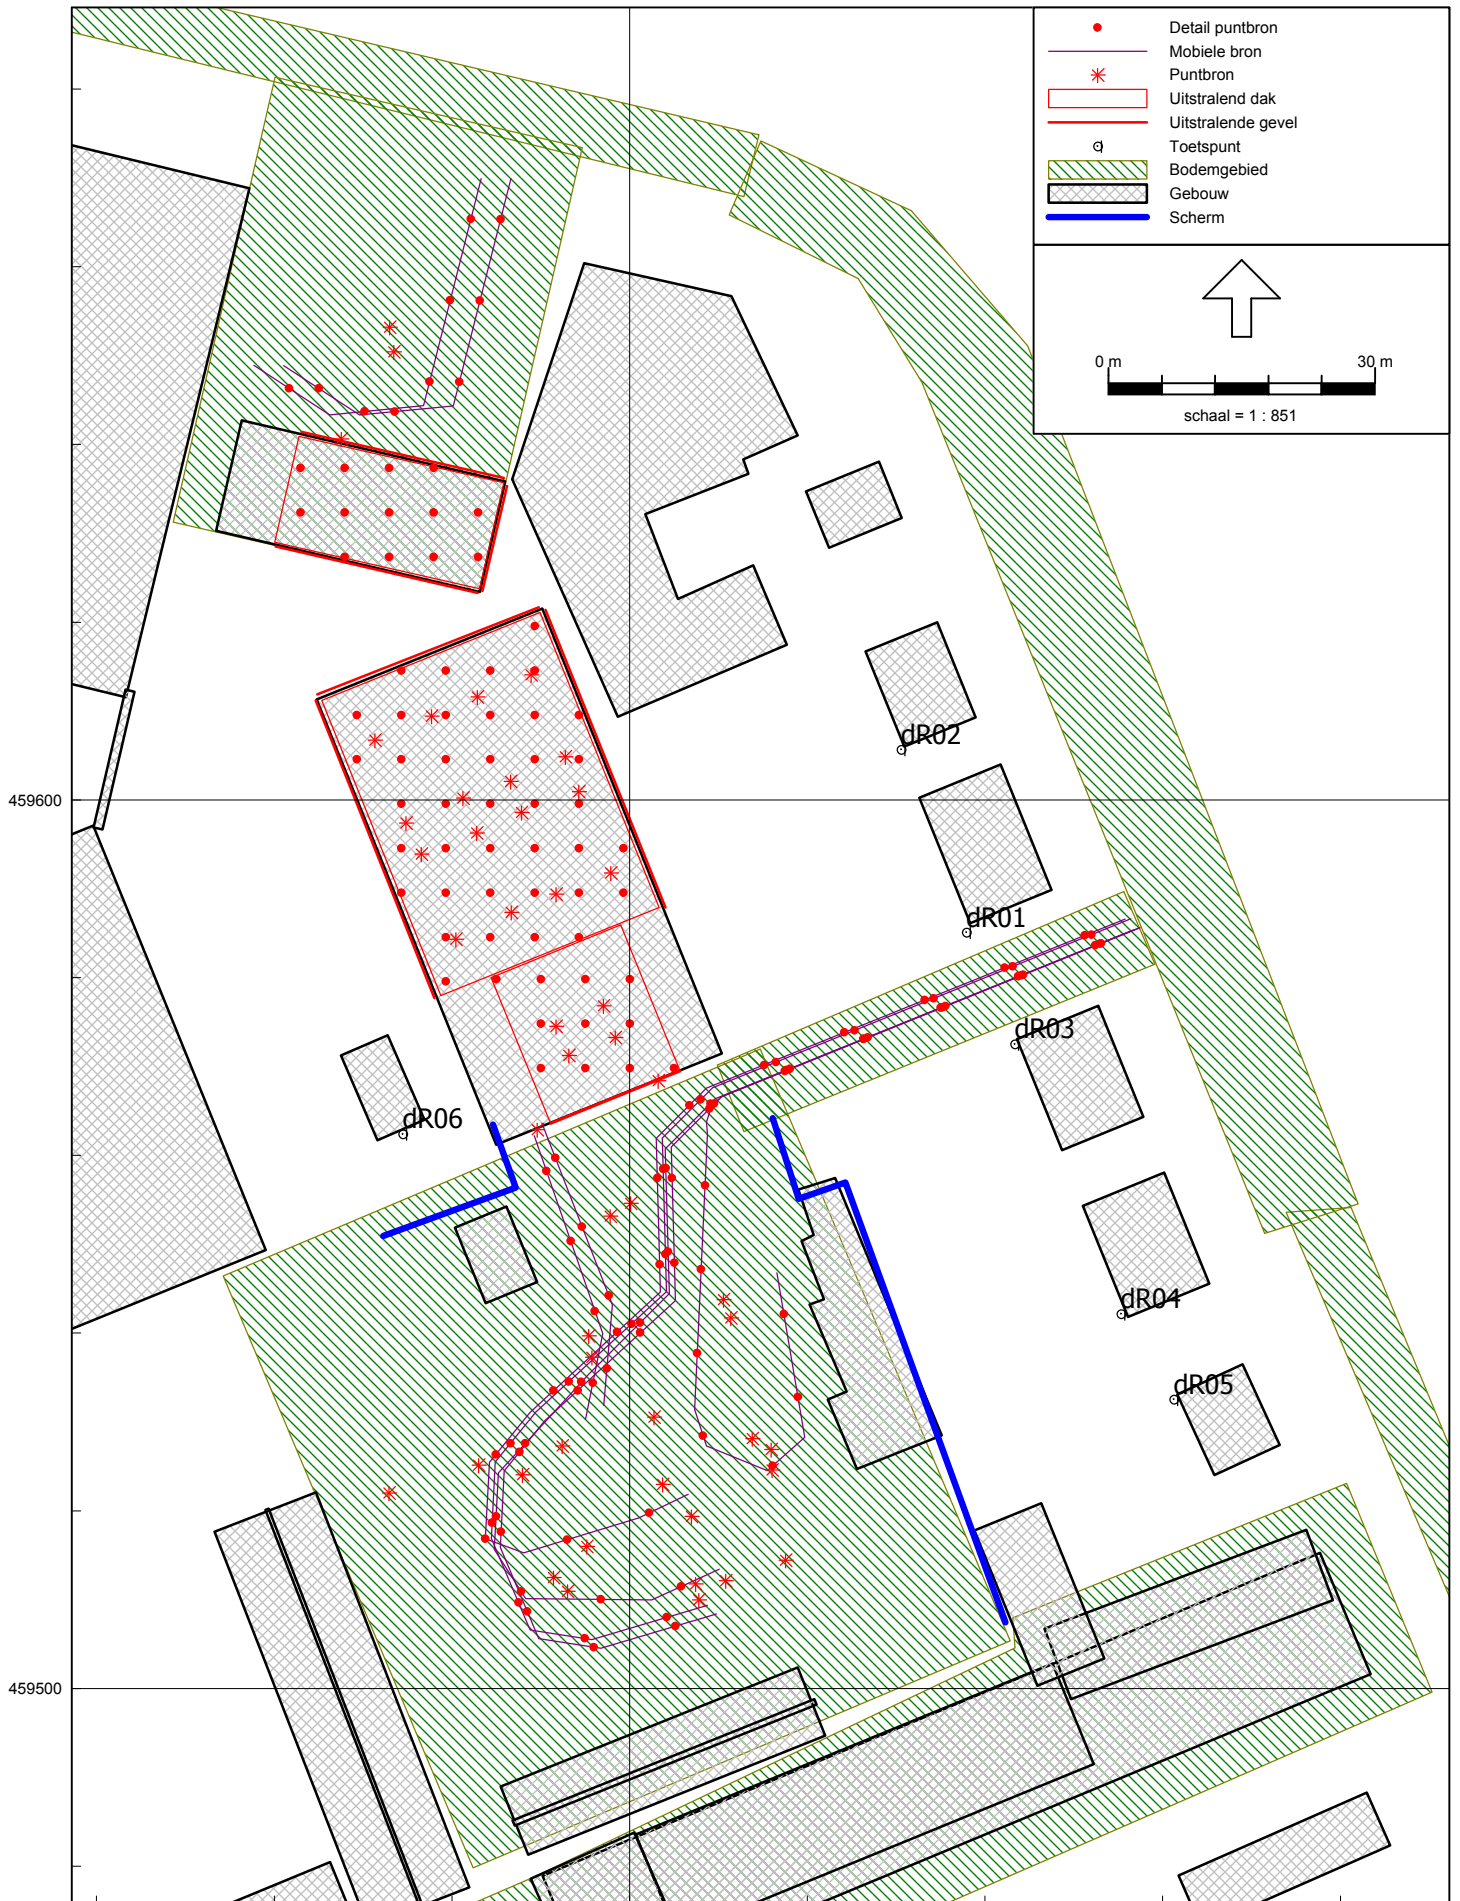 Detail puntbron
Mobiele bron
Puntbron
Uitstralend dak
Uitstralende gevel
Toetspunt
Bodemgebied
Gebouw
Scherm
0 m 30 m
schaal = 1 : 851
dR02
459600
dR01
dR03
dR06
dR04
dR05
459500